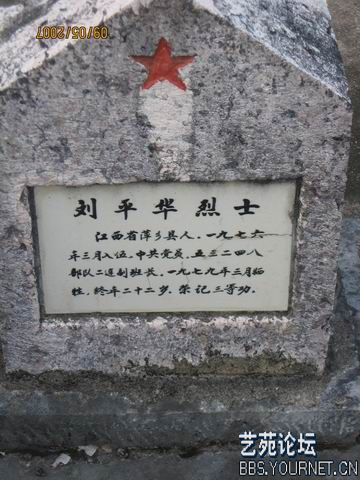 09/05/2007
刘平华烈士
江西省萍乡县人.一九七六
年三月入伍.中共党员.五三二四八
部队二连副班长.一九七九年三月牺
牲.终年二十二岁.荣记三等功.
艺苑论坛
BBS.YOURNET.CN